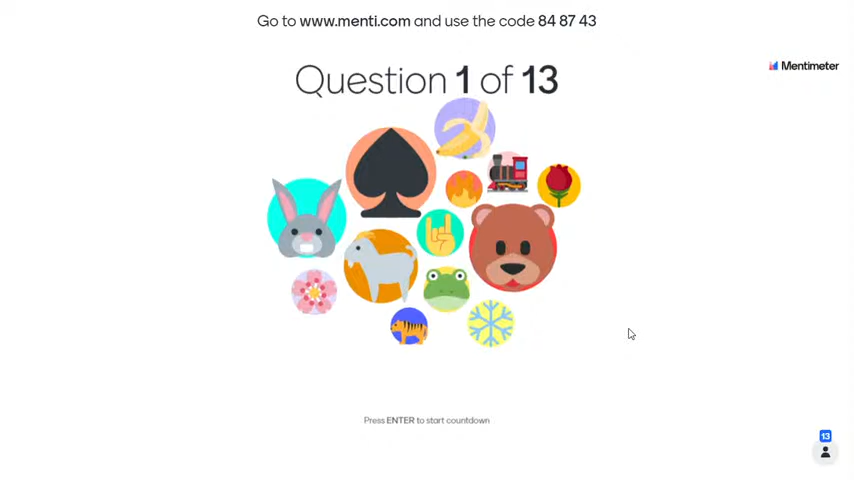 Go to www.menti.com and use the code 84 87 43
Mentimeter
Question 1 of 13
Press ENTER to start countdown
13